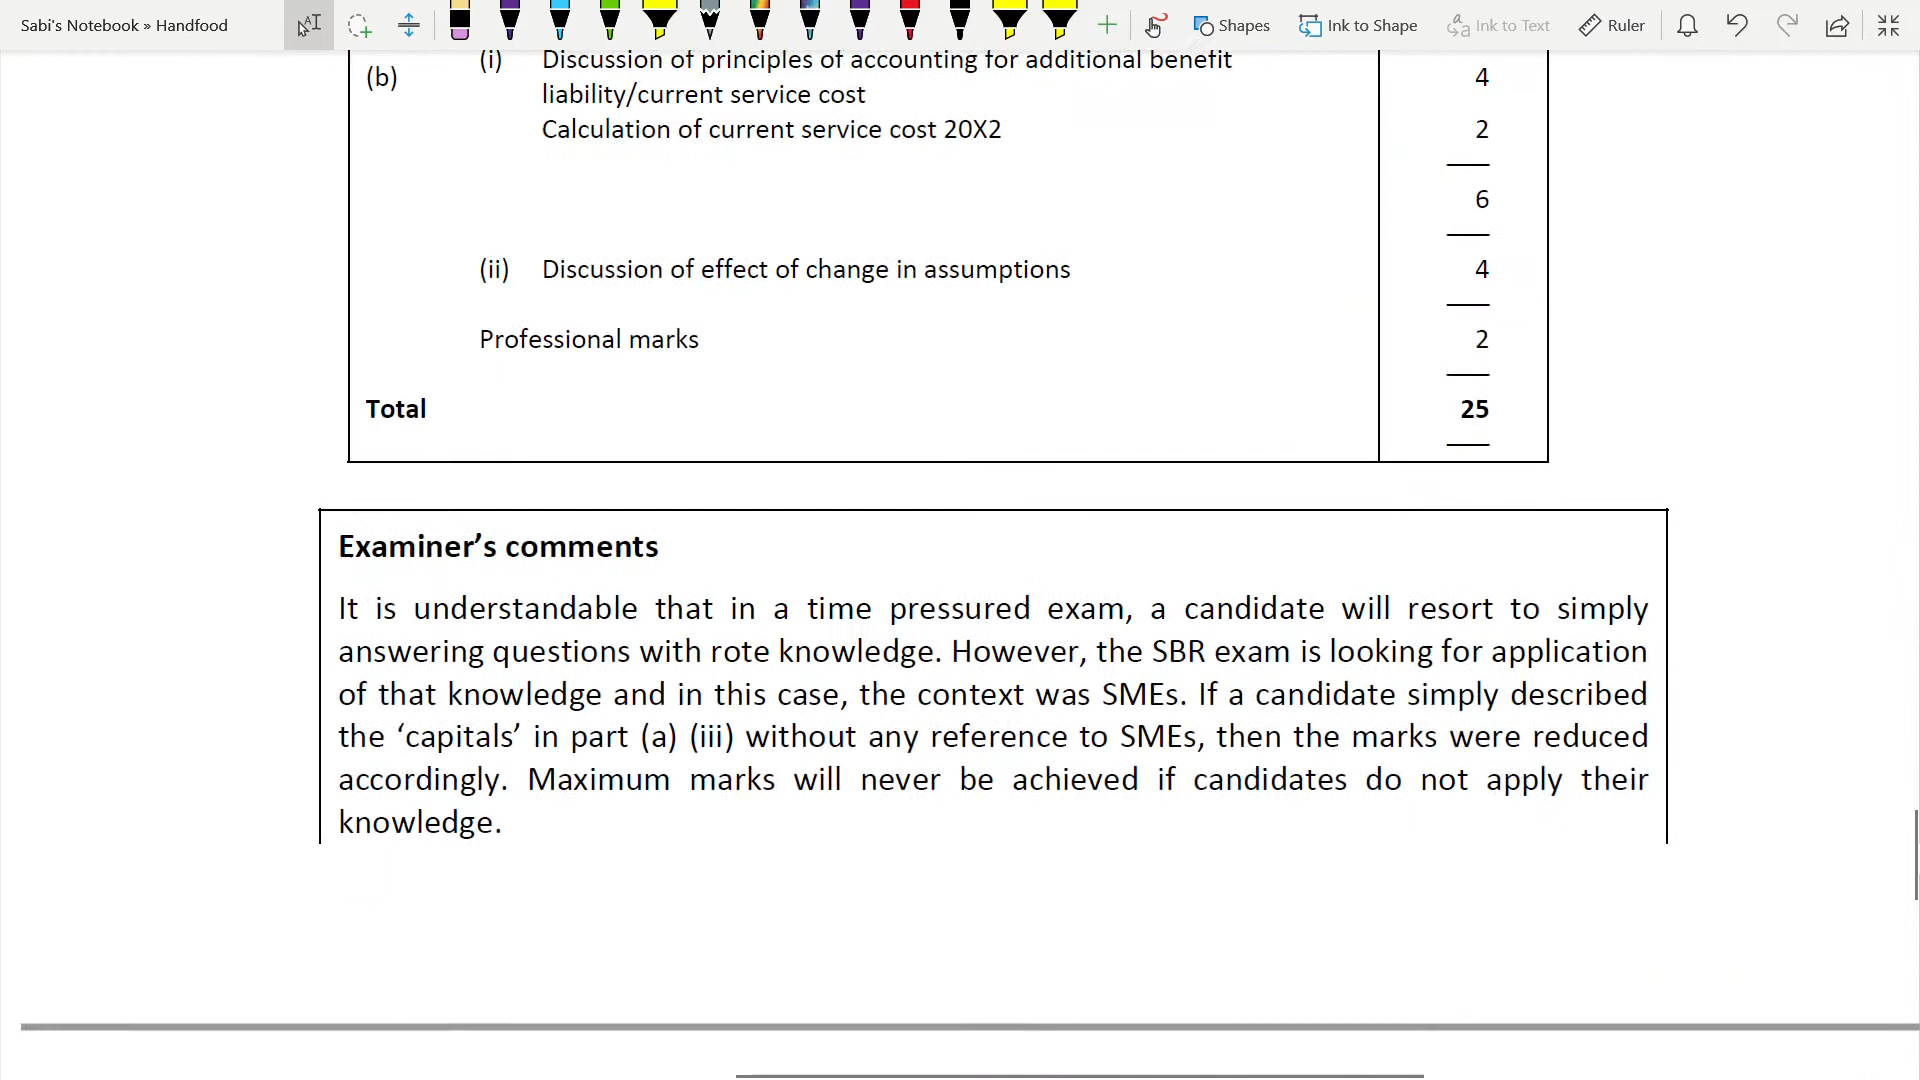 Sabi's Notebook » Handfood
Shapes
Ink to Shape
Ink to Text
Ruler
(b) (i) Discussion of principles of accounting for additional benefit 4
liability/current service cost
Calculation of current service cost 20X2 2
6
(ii) Discussion of effect of change in assumptions 4
Professional marks 2
Total 25
Examiner’s comments
It is understandable that in a time pressured exam, a candidate will resort to simply
answering questions with rote knowledge. However, the SBR exam is looking for application
of that knowledge and in this case, the context was SMEs. If a candidate simply described
the ‘capitals’ in part (a) (iii) without any reference to SMEs, then the marks were reduced
accordingly. Maximum marks will never be achieved if candidates do not apply their
knowledge.